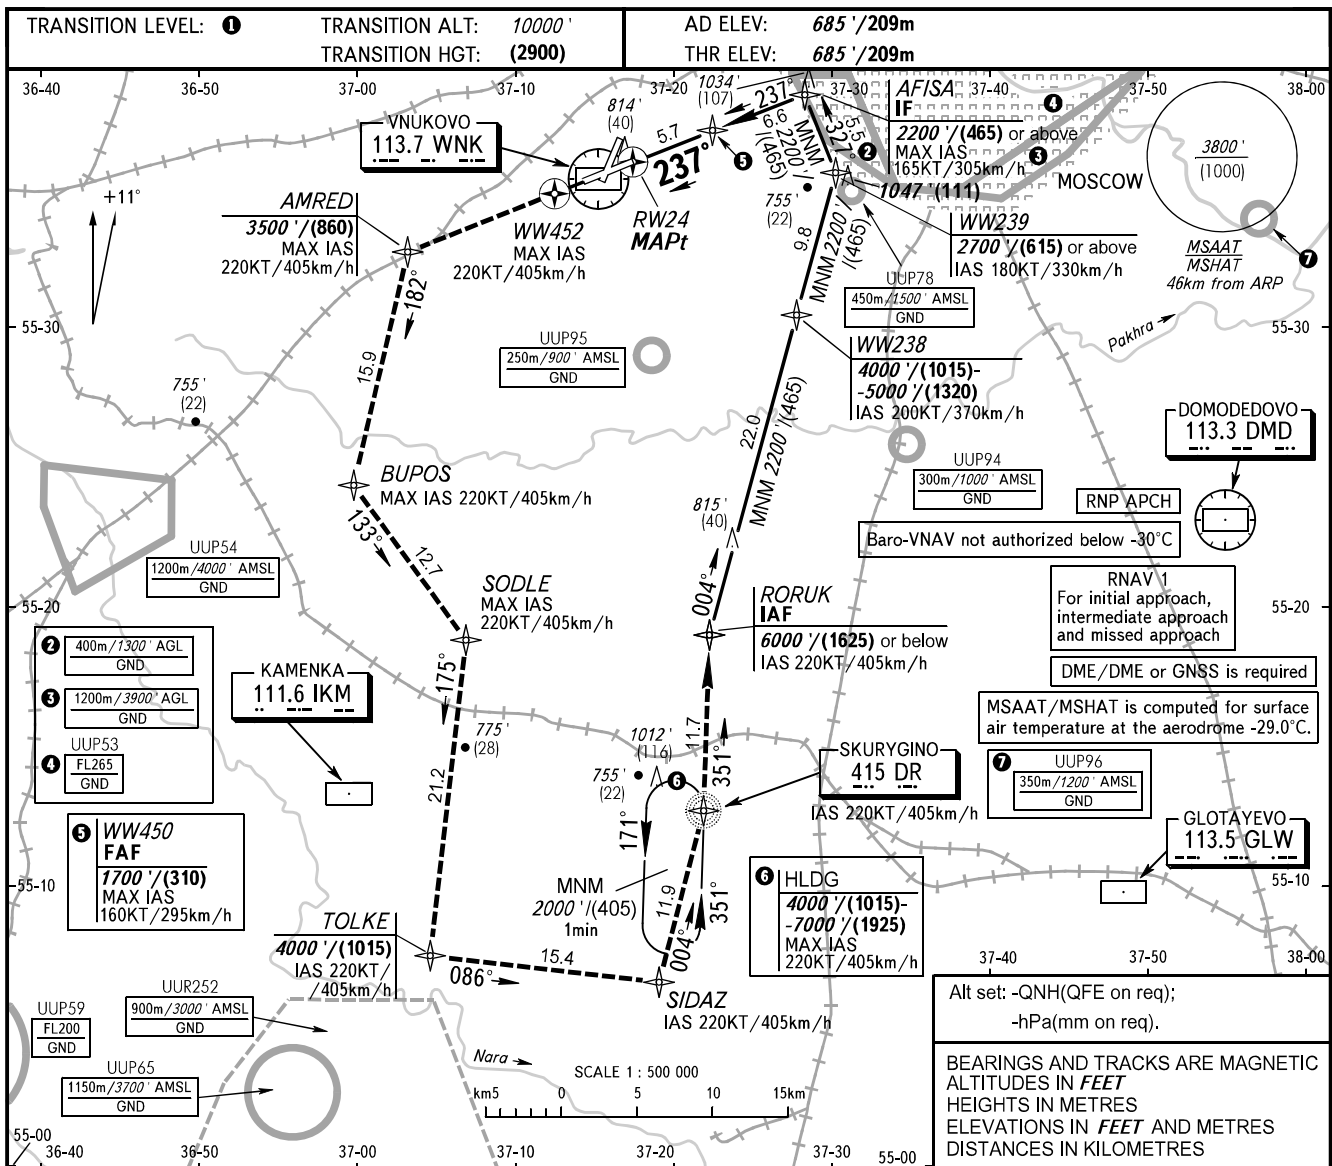 TRANSITION LEVEL: ❶
TRANSITION ALT: 10000 '
TRANSITION HGT: (2900)
AD ELEV: 685 '/209m
THR ELEV: 685 '/209m
36-40
36-50
37-00
37-10
37-20
37-30
37-40
37-50
38-00
VNUKOVO
113.7 WNK
814'
(40)
1034'
(107)
5.7
237°
237°
6.6
2200 '
/(465)
5.5
327°
MNM
❷
❺
AFISA
IF
2200 '/(465) or above
MAX IAS
165KT/305km/h
❹
❸
MOSCOW
3800 '
(1000)
MSAAT
MSHAT
46km from ARP
❼
+11°
AMRED
3500 '/(860)
MAX IAS
220KT/405km/h
WW452
MAX IAS
220KT/405km/h
RW24
MAPt
755'
(22)
1047 '(111)
WW239
2700 '/(615) or above
IAS 180KT/330km/h
9.8
MNM 2200 '
/(465)
UUP78
450m/1500 ' AMSL
GND
182°
15.9
55-30
55-30
UUP95
250m/900 ' AMSL
GND
WW238
4000 '/(1015)-
-5000 '/(1320)
IAS 200KT/370km/h
Pakhra
755'
(22)
22.0
MNM 2200 '/(465)
DOMODEDOVO
113.3 DMD
BUPOS
MAX IAS 220KT/405km/h
133°
12.7
815'
(40)
UUP94
300m/1000 ' AMSL
GND
RNP APCH
Baro-VNAV not authorized below -30°C
UUP54
1200m/4000 ' AMSL
GND
SODLE
MAX IAS
220KT/405km/h
004°
RORUK
IAF
6000 '/(1625) or below
IAS 220KT/405km/h
RNAV 1
For initial approach,
intermediate approach
and missed approach
55-20
55-20
DME/DME or GNSS is required
❷ 400m/1300 ' AGL
GND
❸ 1200m/3900' AGL
GND
UUP53
❹ FL265
GND
KAMENKA
111.6 IKM
175°
775'
(28)
21.2
1012'
(116)
755'
(22)
❻
11.7
351°
MSAAT/MSHAT is computed for surface
air temperature at the aerodrome -29.0°C.
SKURYGINO
415 DR
IAS 220KT/405km/h
❼ UUP96
350m/1200 ' AMSL
GND
❺ WW450
FAF
1700 '/(310)
MAX IAS
160KT/295km/h
171°
MNM
2000 '/(405)
1min
11.9
004°
351°
❻ HLDG
4000 '/(1015)-
-7000 '/(1925)
MAX IAS
220KT/405km/h
GLOTAYEVO
113.5 GLW
55-10
55-10
TOLKE
4000 '/(1015)
IAS 220KT/
/405km/h
086°
15.4
SIDAZ
IAS 220KT/405km/h
37-40
37-50
38-00
UUP59
FL200
GND
UUR252
900m/3000 ' AMSL
GND
UUP65
1150m/3700 ' AMSL
GND
Nara
SCALE 1 : 500 000
km5 0 5 10 15km
Alt set: -QNH(QFE on req);
-hPa(mm on req).
BEARINGS AND TRACKS ARE MAGNETIC
ALTITUDES IN FEET
HEIGHTS IN METRES
ELEVATIONS IN FEET AND METRES
DISTANCES IN KILOMETRES
55-00
36-40
36-50
37-00
37-10
37-20
37-30
55-00